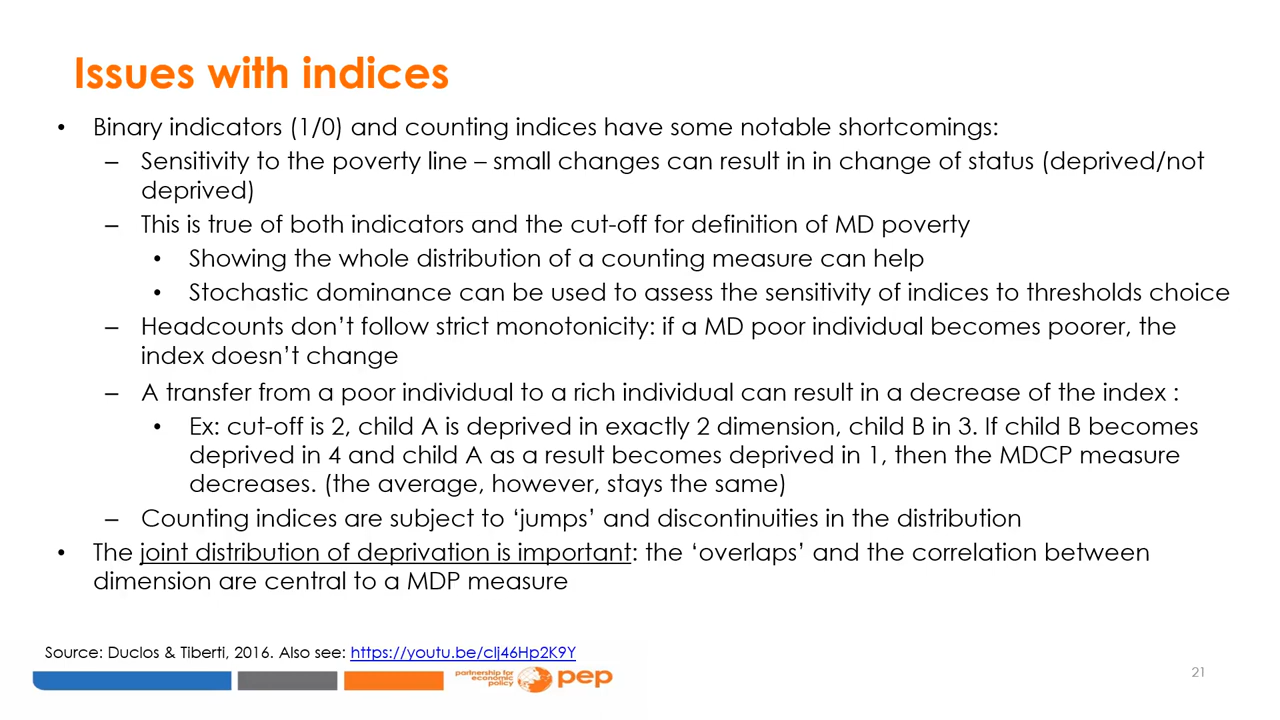 Issues with indices
• Binary indicators (1/0) and counting indices have some notable shortcomings:
– Sensitivity to the poverty line – small changes can result in in change of status (deprived/not
deprived)
– This is true of both indicators and the cut-off for definition of MD poverty
• Showing the whole distribution of a counting measure can help
• Stochastic dominance can be used to assess the sensitivity of indices to thresholds choice
– Headcounts don’t follow strict monotonicity: if a MD poor individual becomes poorer, the
index doesn’t change
– A transfer from a poor individual to a rich individual can result in a decrease of the index :
• Ex: cut-off is 2, child A is deprived in exactly 2 dimension, child B in 3. If child B becomes
deprived in 4 and child A as a result becomes deprived in 1, then the MDCP measure
decreases. (the average, however, stays the same)
– Counting indices are subject to ‘jumps’ and discontinuities in the distribution
• The joint distribution of deprivation is important: the ‘overlaps’ and the correlation between
dimension are central to a MDP measure
Source: Duclos & Tiberti, 2016. Also see: https://youtu.be/clj46Hp2K9Y
partnership for
economic
policy
pep
21